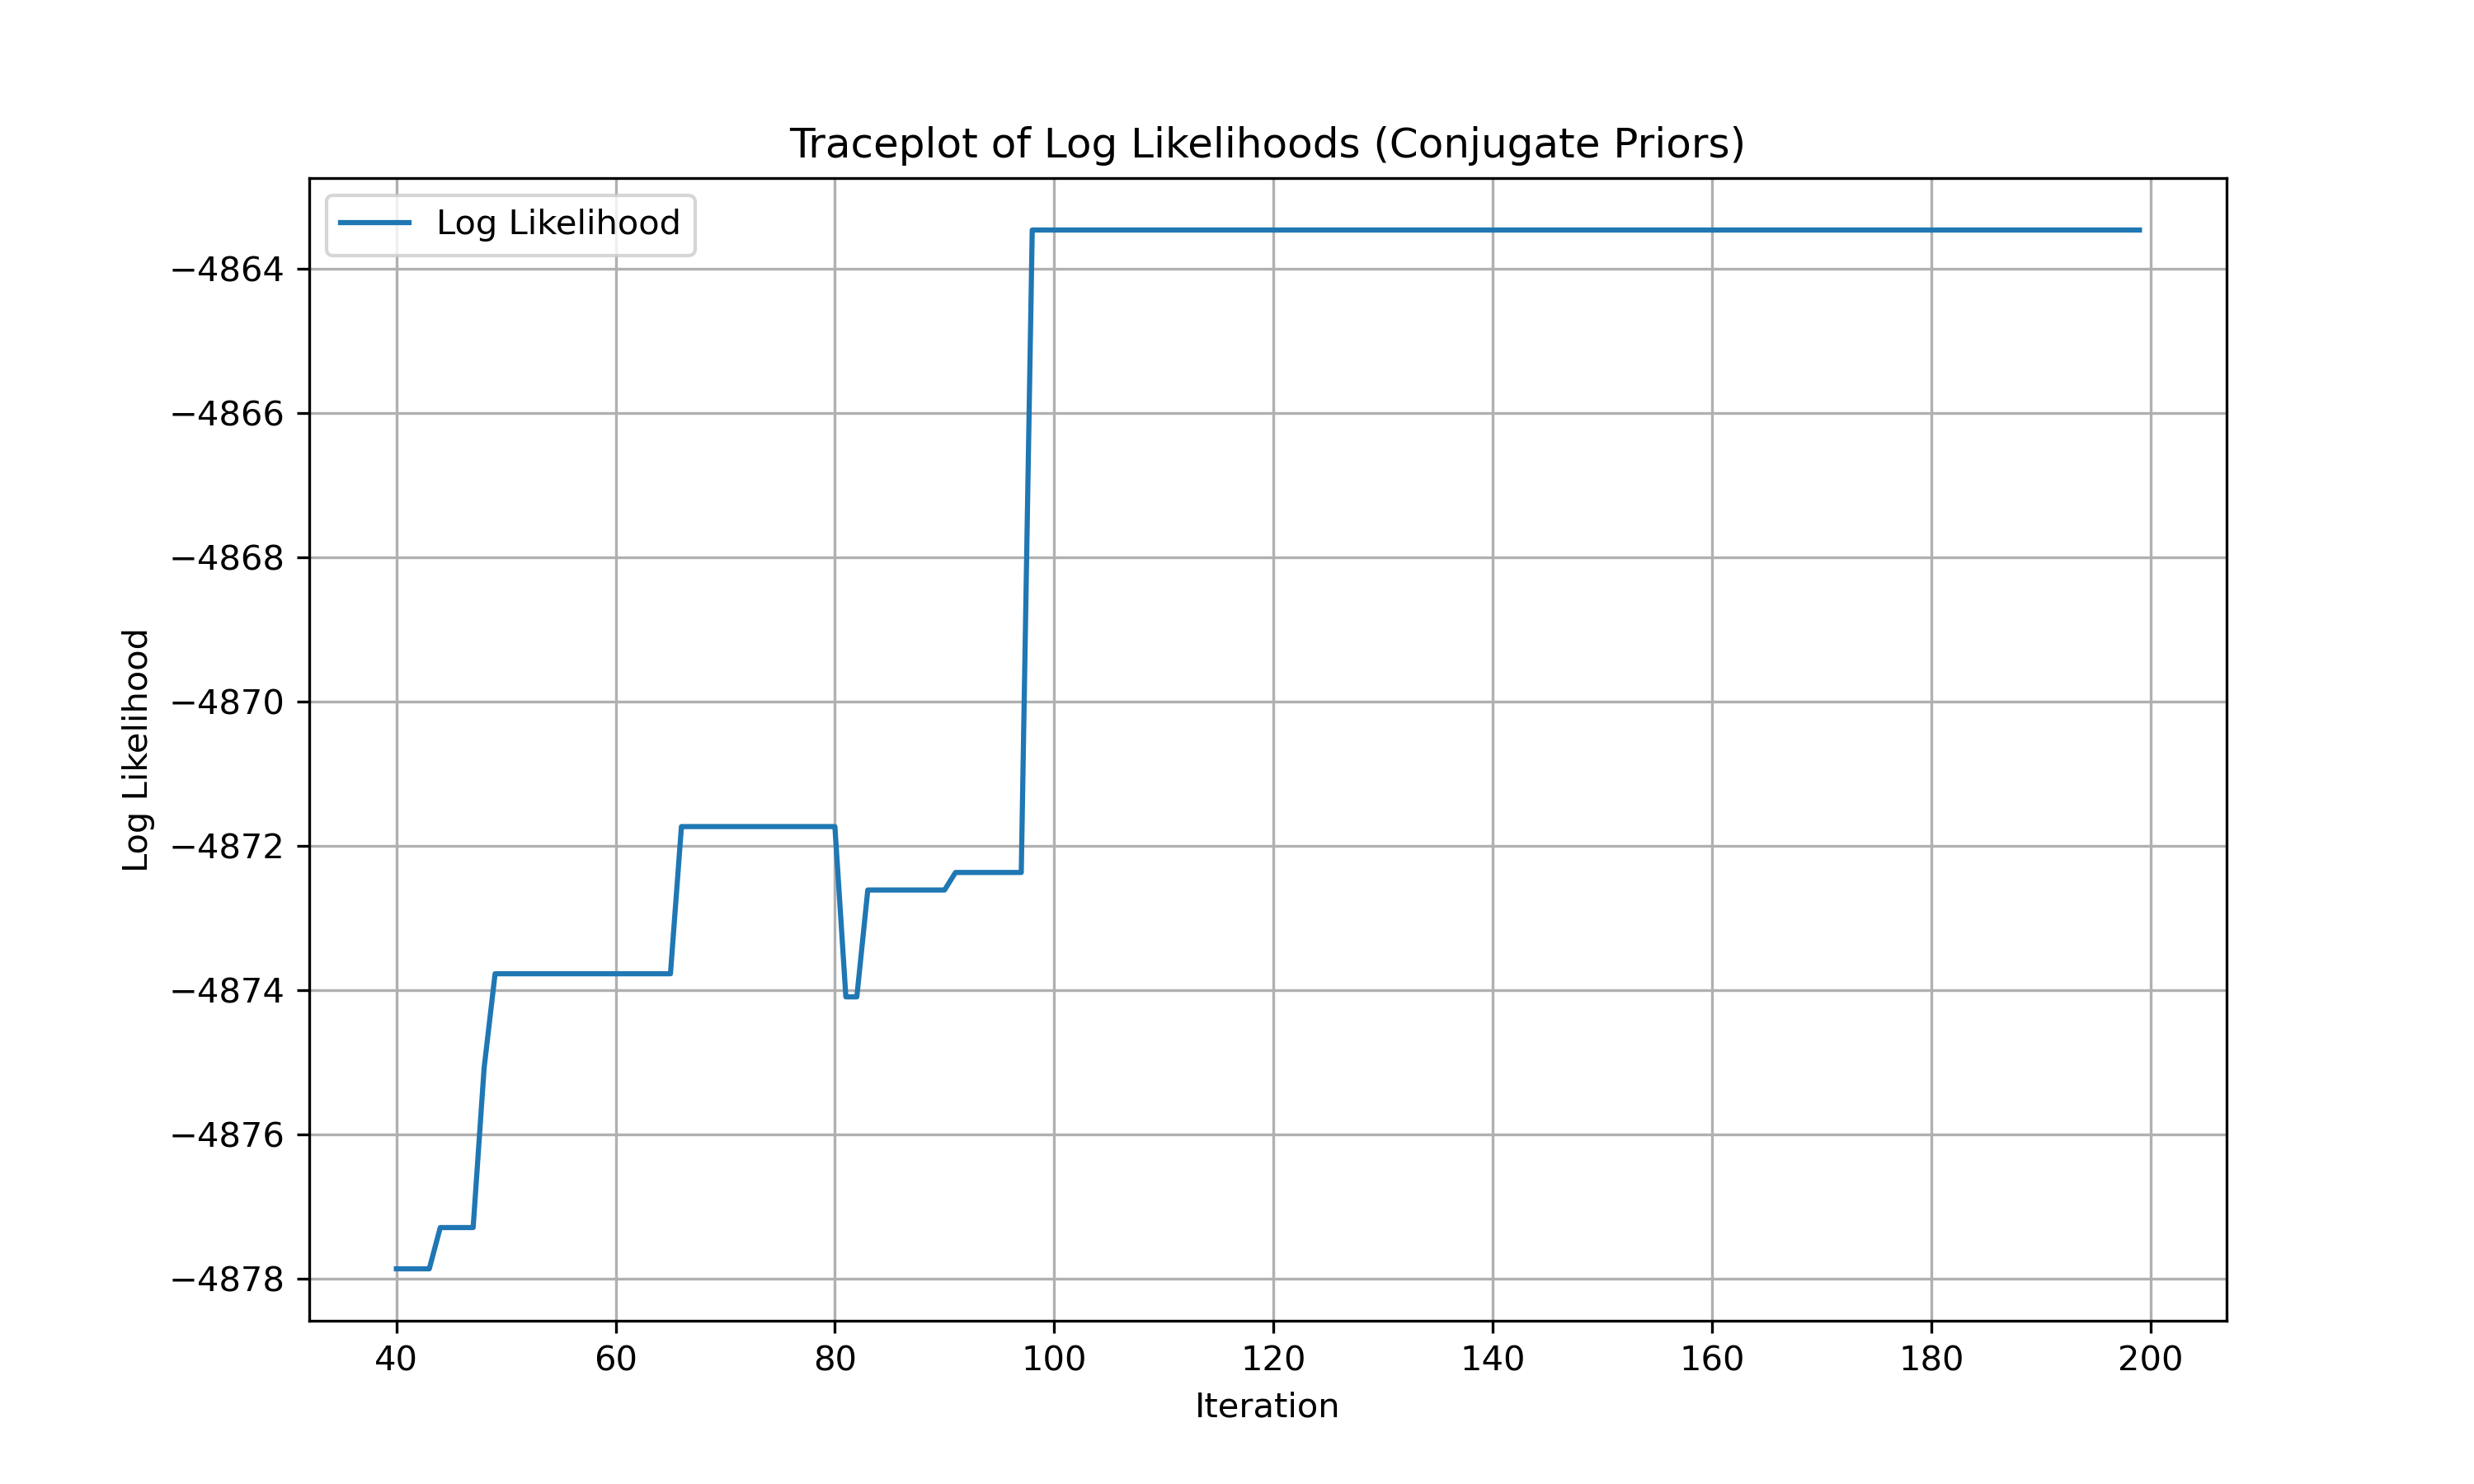 Traceplot of Log Likelihoods (Conjugate Priors)
Log Likelihood
−4864
−4866
−4868
−4870
−4872
−4874
−4876
−4878
Log Likelihood
40 60 80 100 120 140 160 180 200
Iteration